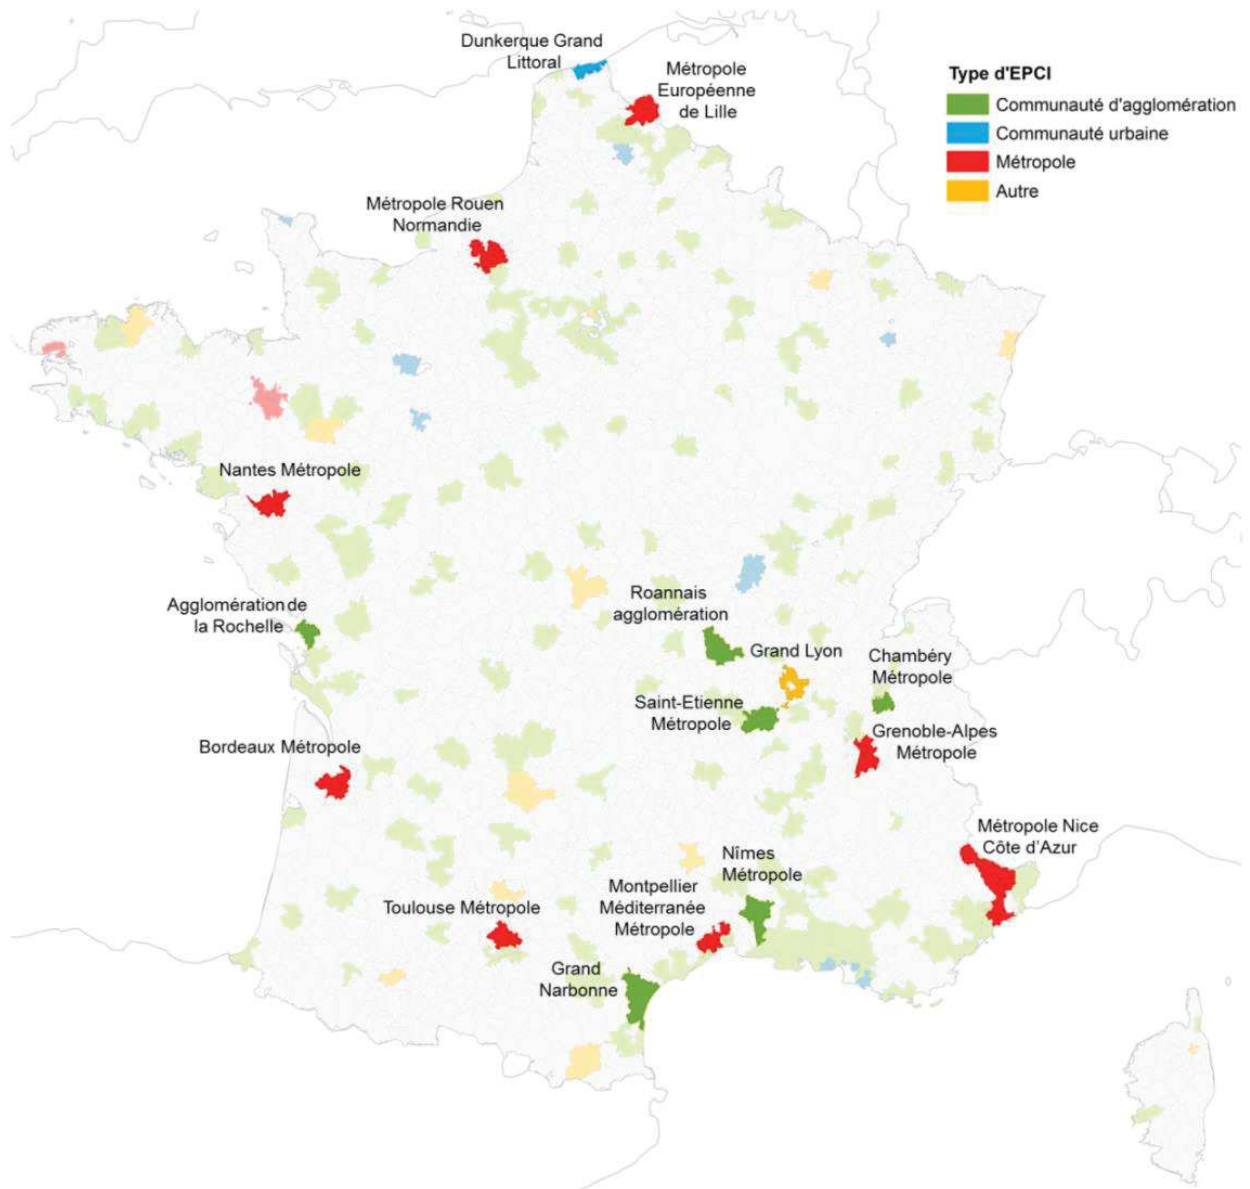 Dunkerque Grand
Littoral
Métropole
Européenne
de Lille
Type d'EPCI
Communauté d'agglomération
Communauté urbaine
Métropole
Autre
Métropole Rouen
Normandie
Nantes Métropole
Agglomération de
la Rochelle
Roannais
agglomération
Grand Lyon
Chambéry
Métropole
Saint-Etienne
Métropole
Grenoble-Alpes
Métropole
Bordeaux Métropole
Métropole Nice
Côte d'Azur
Nîmes
Métropole
Montpellier
Méditerranée
Métropole
Toulouse Métropole
Grand
Narbonne